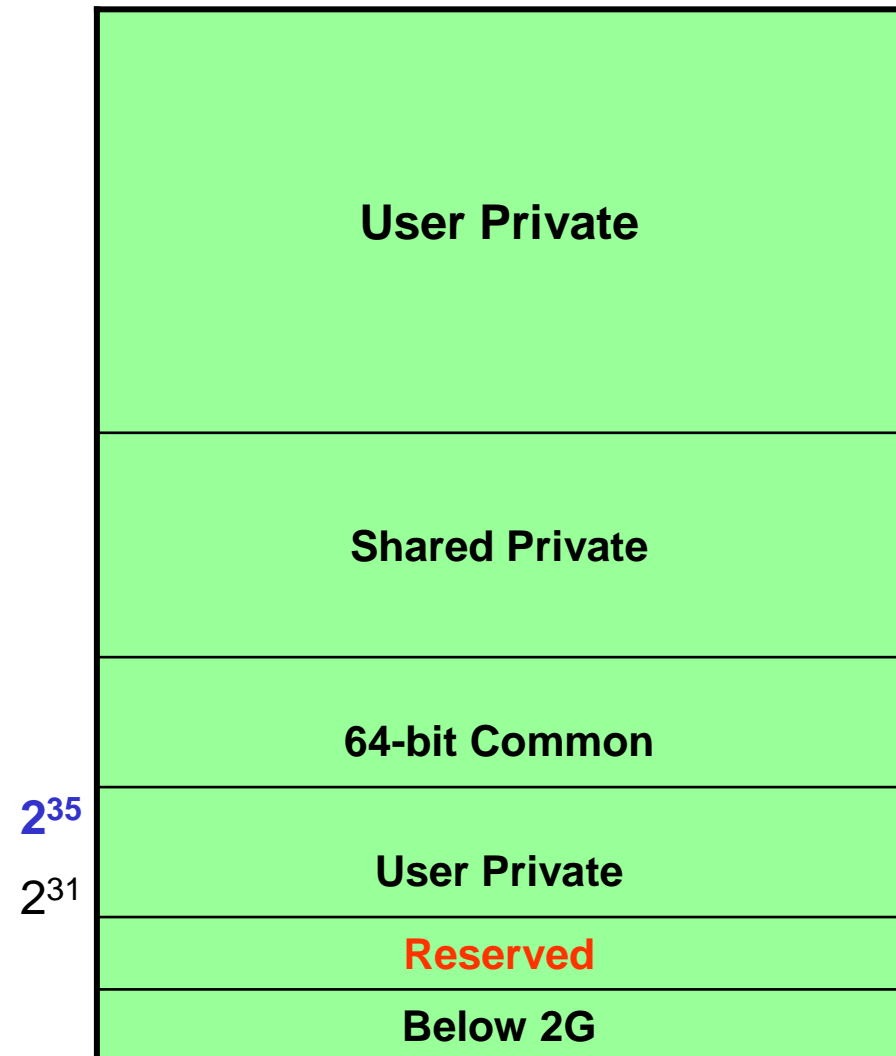 User Private
Shared Private
64-bit Common
2³⁵
User Private
2³¹
Reserved
Below 2G